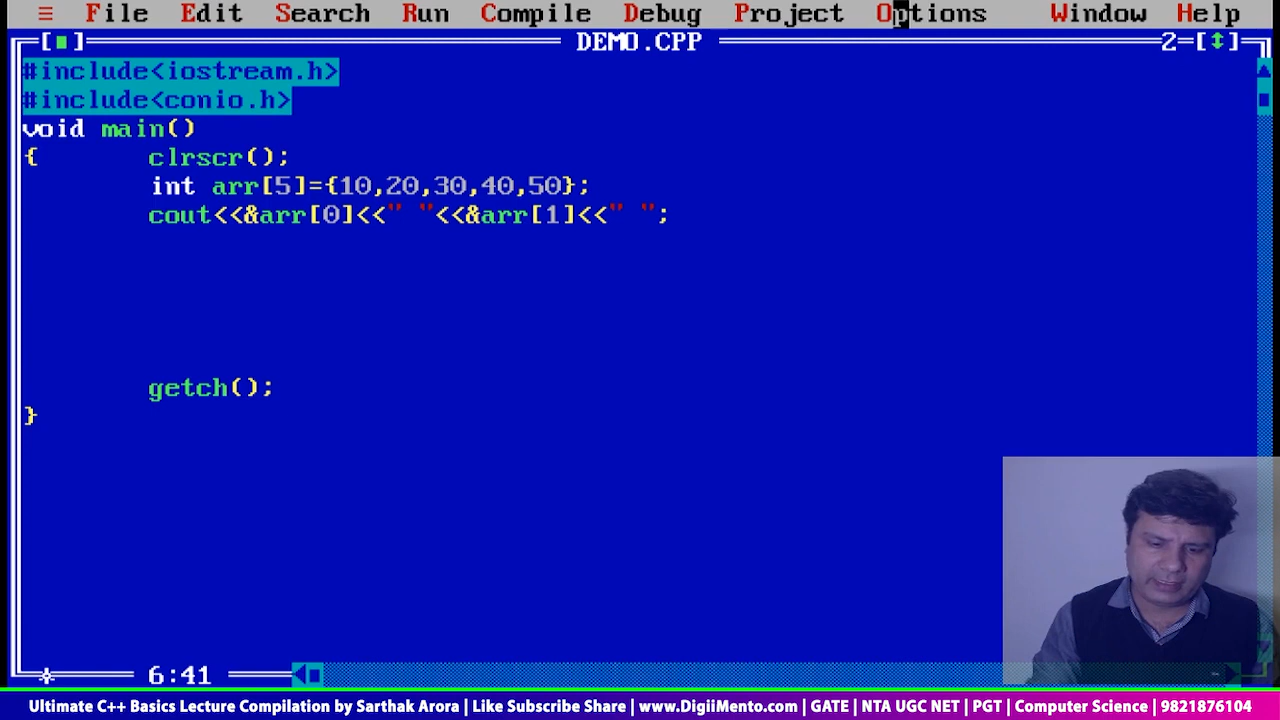 ≡ File Edit Search Run Compile Debug Project Options Window Help
[■] DEMO.CPP 2=[↕]
#include<iostream.h>
#include<conio.h>
void main()
{ clrscr();
int arr[5]={10,20,30,40,50};
cout<<&arr[0]<<" "<<&arr[1]<<" ";
getch();
}
6:41
Ultimate C++ Basics Lecture Compilation by Sarthak Arora | Like Subscribe Share | www.DigiiMento.com | GATE | NTA UGC NET | PGT | Computer Science | 9821876104